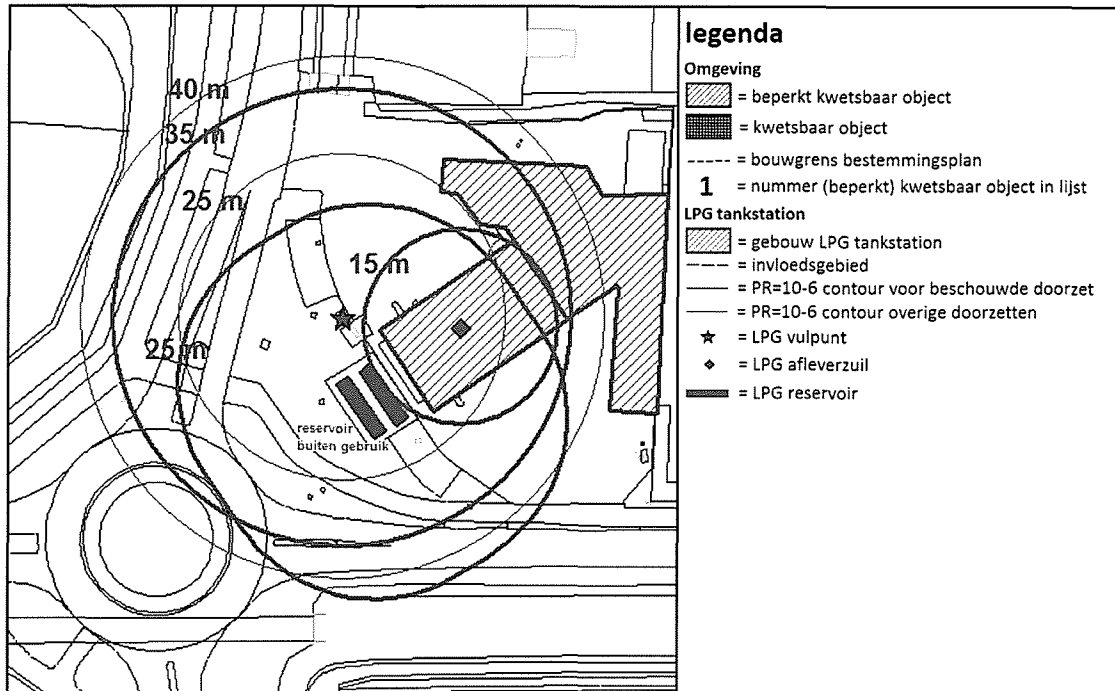 40 m
35 m
25 m
15 m
25 m
reservoir
buiten gebruik
legenda
Omgeving
= beperkt kwetsbaar object
= kwetsbaar object
= bouwgrens bestemmingsplan
1 = nummer (beperkt) kwetsbaar object in lijst
LPG tankstation
= gebouw LPG tankstation
= invloedsgebied
= PR=10-6 contour voor beschouwde doorzet
= PR=10-6 contour overige doorzetten
= LPG vulpunt
= LPG afleverzuil
= LPG reservoir